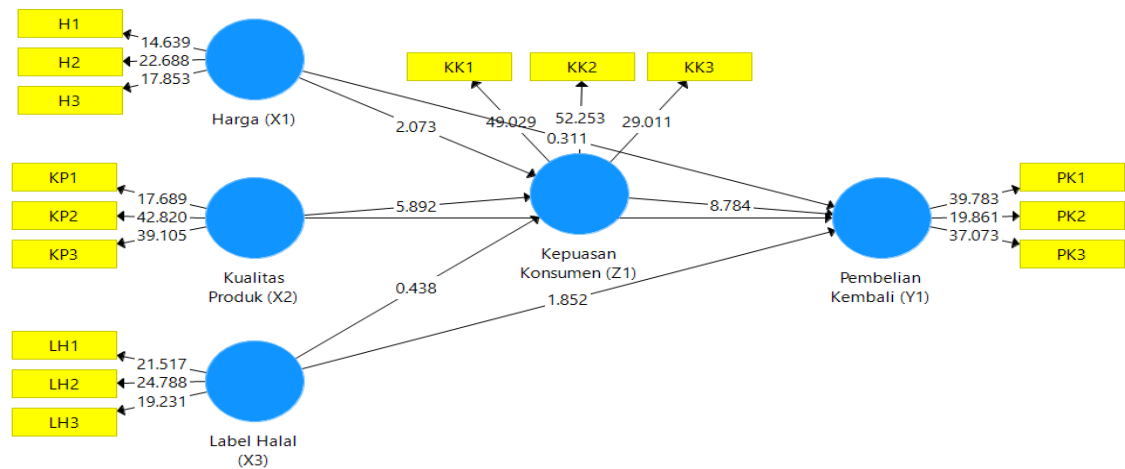 H1
H2
H3
14.639
22.688
17.853
Harga (X1)
KK1
KK2
KK3
49.029
52.253
29.011
2.073
0.311
KP1
KP2
KP3
17.689
42.820
39.105
Kualitas
Produk (X2)
5.892
8.784
Kepuasan
Konsumen (Z1)
PK1
PK2
PK3
39.783
19.861
37.073
Pembelian
Kembali (Y1)
0.438
1.852
LH1
LH2
LH3
21.517
24.788
19.231
Label Halal
(X3)